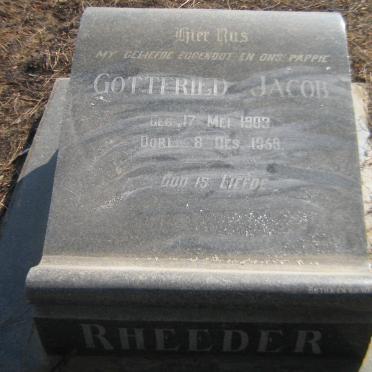 Hier Rus
MY GELIEFDE EGGENOOT EN ONS PAPPIE
GOTTFRIED JACOB
GEB. 17 MEI 1903
OORL. 8 DES. 1958.
GOD IS LIEFDE
RHEEDER